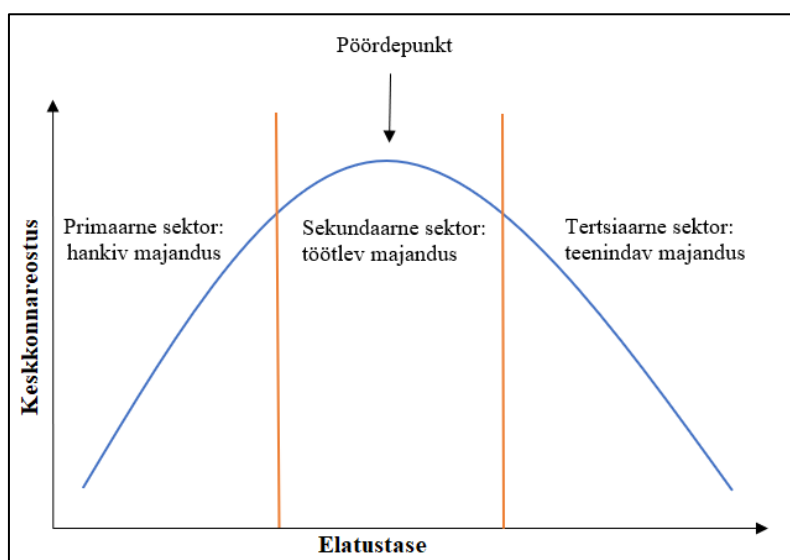 Pöördepunkt
Primaarne sektor:
hankiv majandus
Sekundaarne sektor:
töötlev majandus
Tertsiaarne sektor:
teenindav majandus
Keskkonnareostus
Elatustase